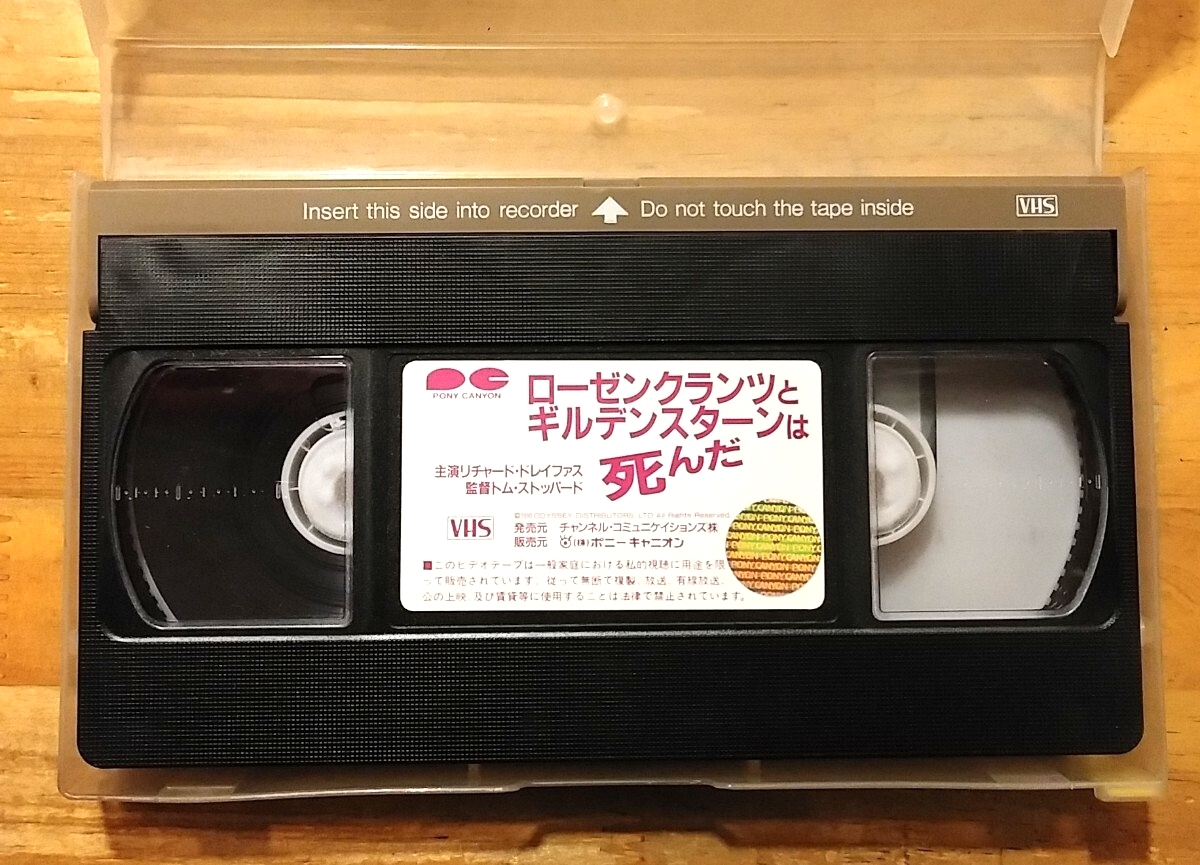 Insert this side into recorder Do not touch the tape inside VHS
PONY CANYON
ローゼンクランツと
ギルデンスターンは
死んだ
主演リチャード・ドレイファス
監督トム・ストッパード
ODYSSEY DISTRIBUTORS LTD All Rights Reserved
VHS
発売元 チャンネル・コミュニケイションズ株
販売元 (株)ポニーキャニオン
■このビデオテープは一般家庭における私的視聴に用途を限
って販売されています。従って無断で複製、放送、有線放送、
公の上映、及び賃貸等に使用することは法律で禁止されています。
PONY CANYON